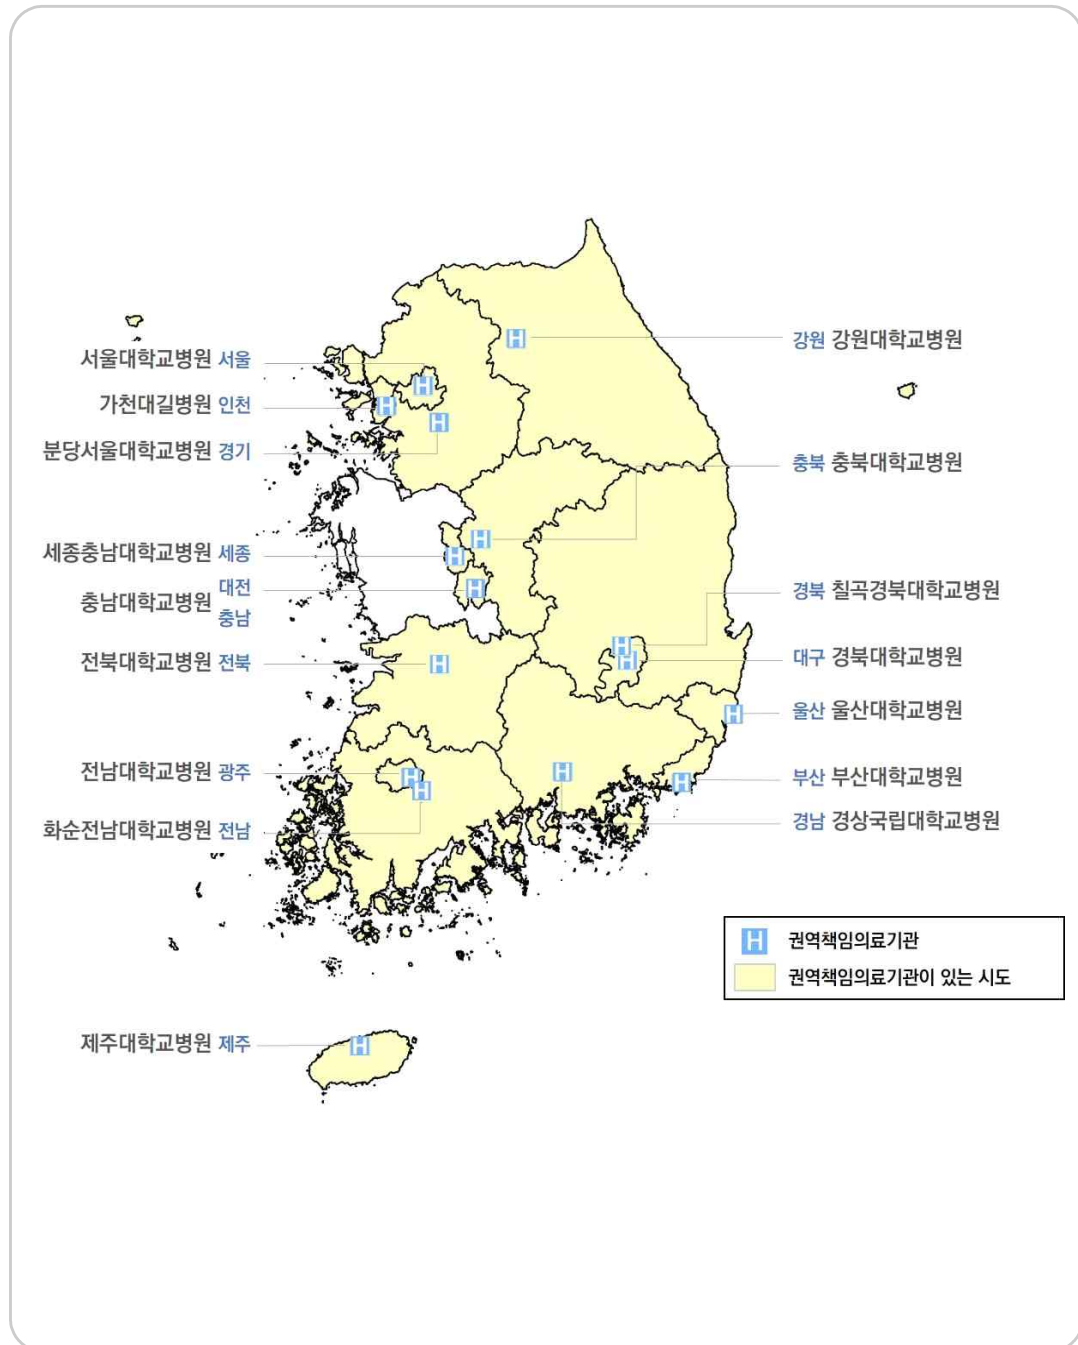 서울대학교병원 서울
가천대길병원 인천
분당서울대학교병원 경기
세종충남대학교병원 세종
충남대학교병원 대전
충남
전북대학교병원 전북
전남대학교병원 광주
화순전남대학교병원 전남
제주대학교병원 제주
강원 강원대학교병원
충북 충북대학교병원
경북 칠곡경북대학교병원
대구 경북대학교병원
울산 울산대학교병원
부산 부산대학교병원
경남 경상국립대학교병원
H 권역책임의료기관
권역책임의료기관이 있는 시도